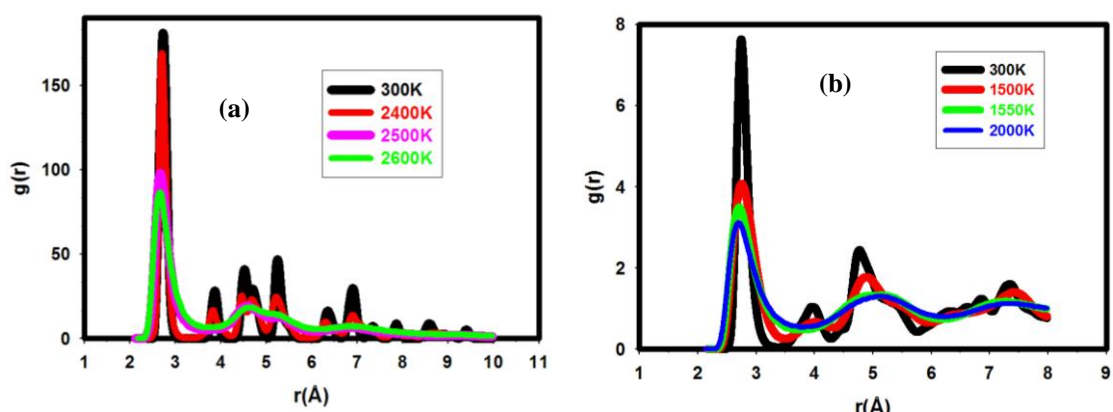 (a)
300K
2400K
2500K
2600K
g(r)
150
100
50
0
1 2 3 4 5 6 7 8 9 10 11
r(Å)
(b)
300K
1500K
1550K
2000K
g(r)
8
6
4
2
0
1 2 3 4 5 6 7 8 9
r(Å)